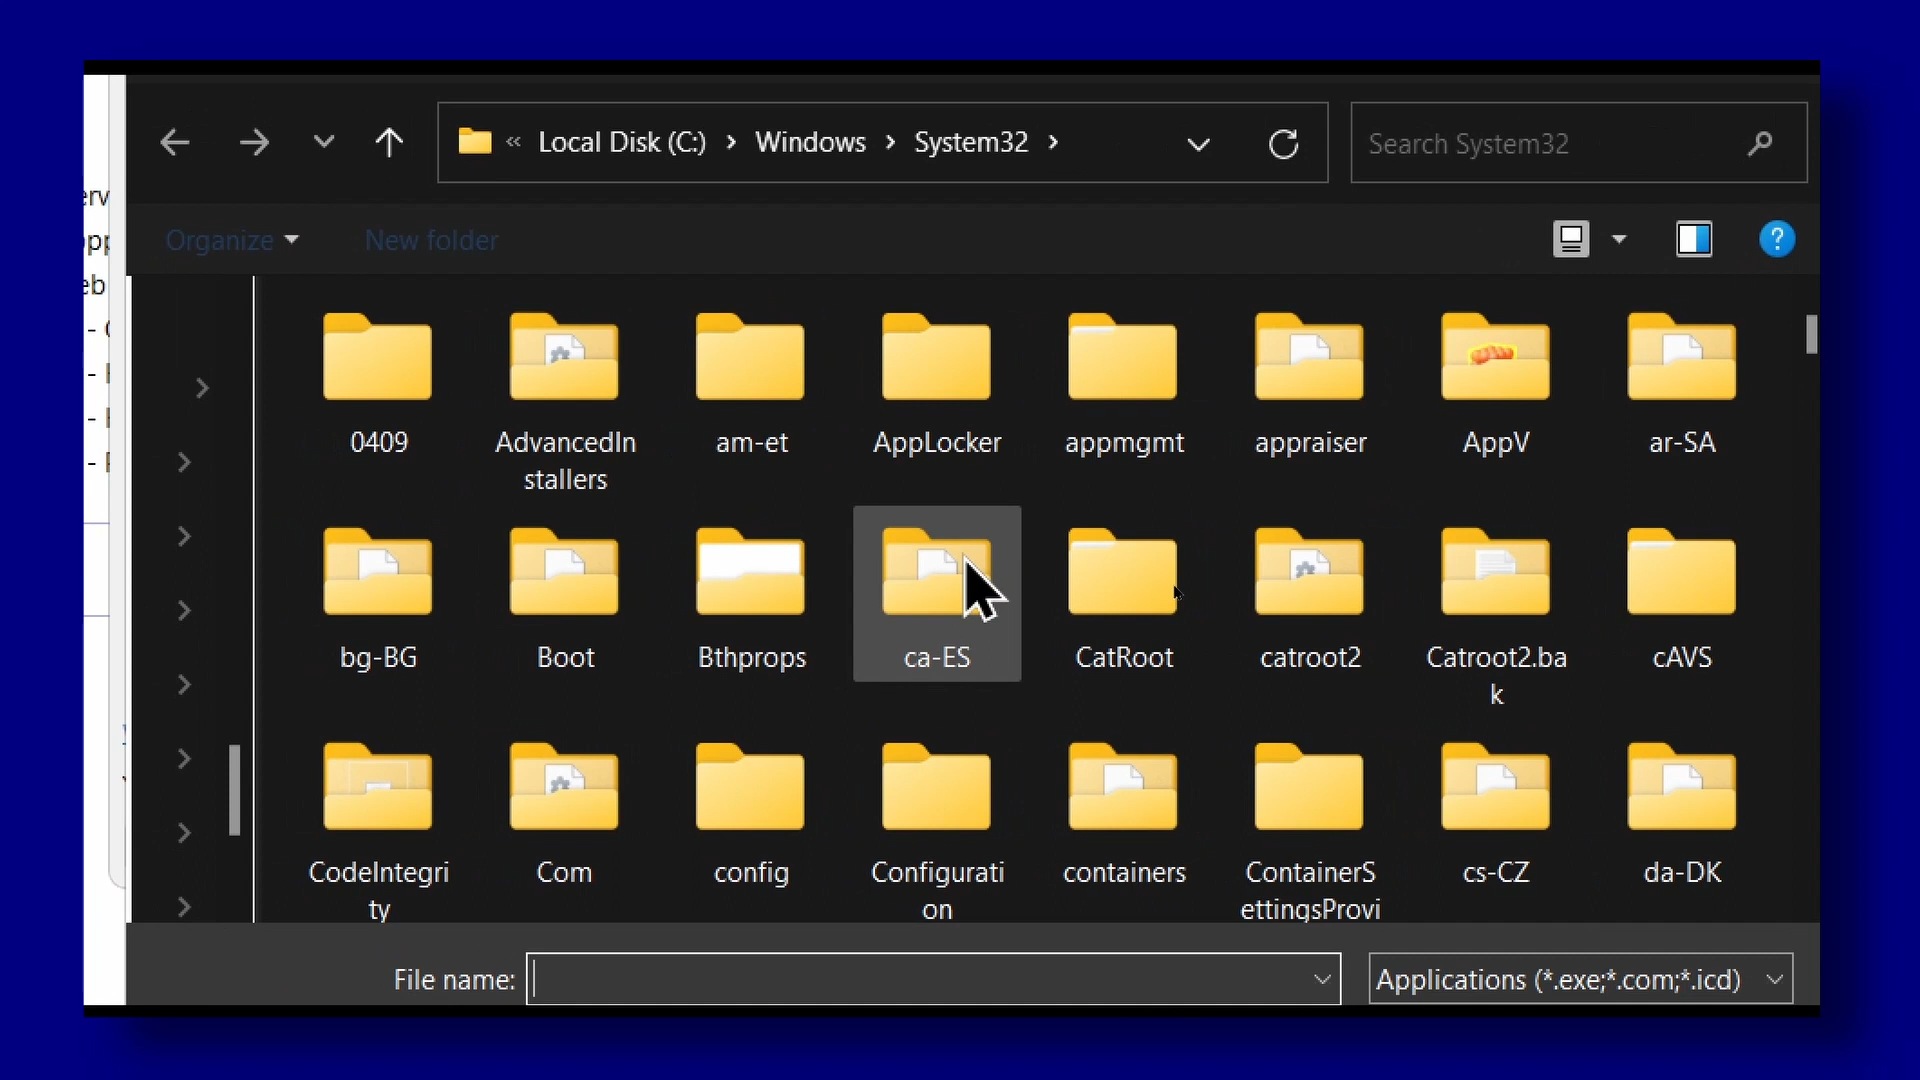 « Local Disk (C:) › Windows › System32 ›
Search System32
Organize
New folder
?
0409
AdvancedIn
stallers
am-et
AppLocker
appmgmt
appraiser
AppV
ar-SA
bg-BG
Boot
Bthprops
ca-ES
CatRoot
catroot2
Catroot2.ba
k
cAVS
CodeIntegri
ty
Com
config
Configurati
on
containers
ContainerS
ettingsProvi
cs-CZ
da-DK
File name:
Applications (*.exe;*.com;*.icd)